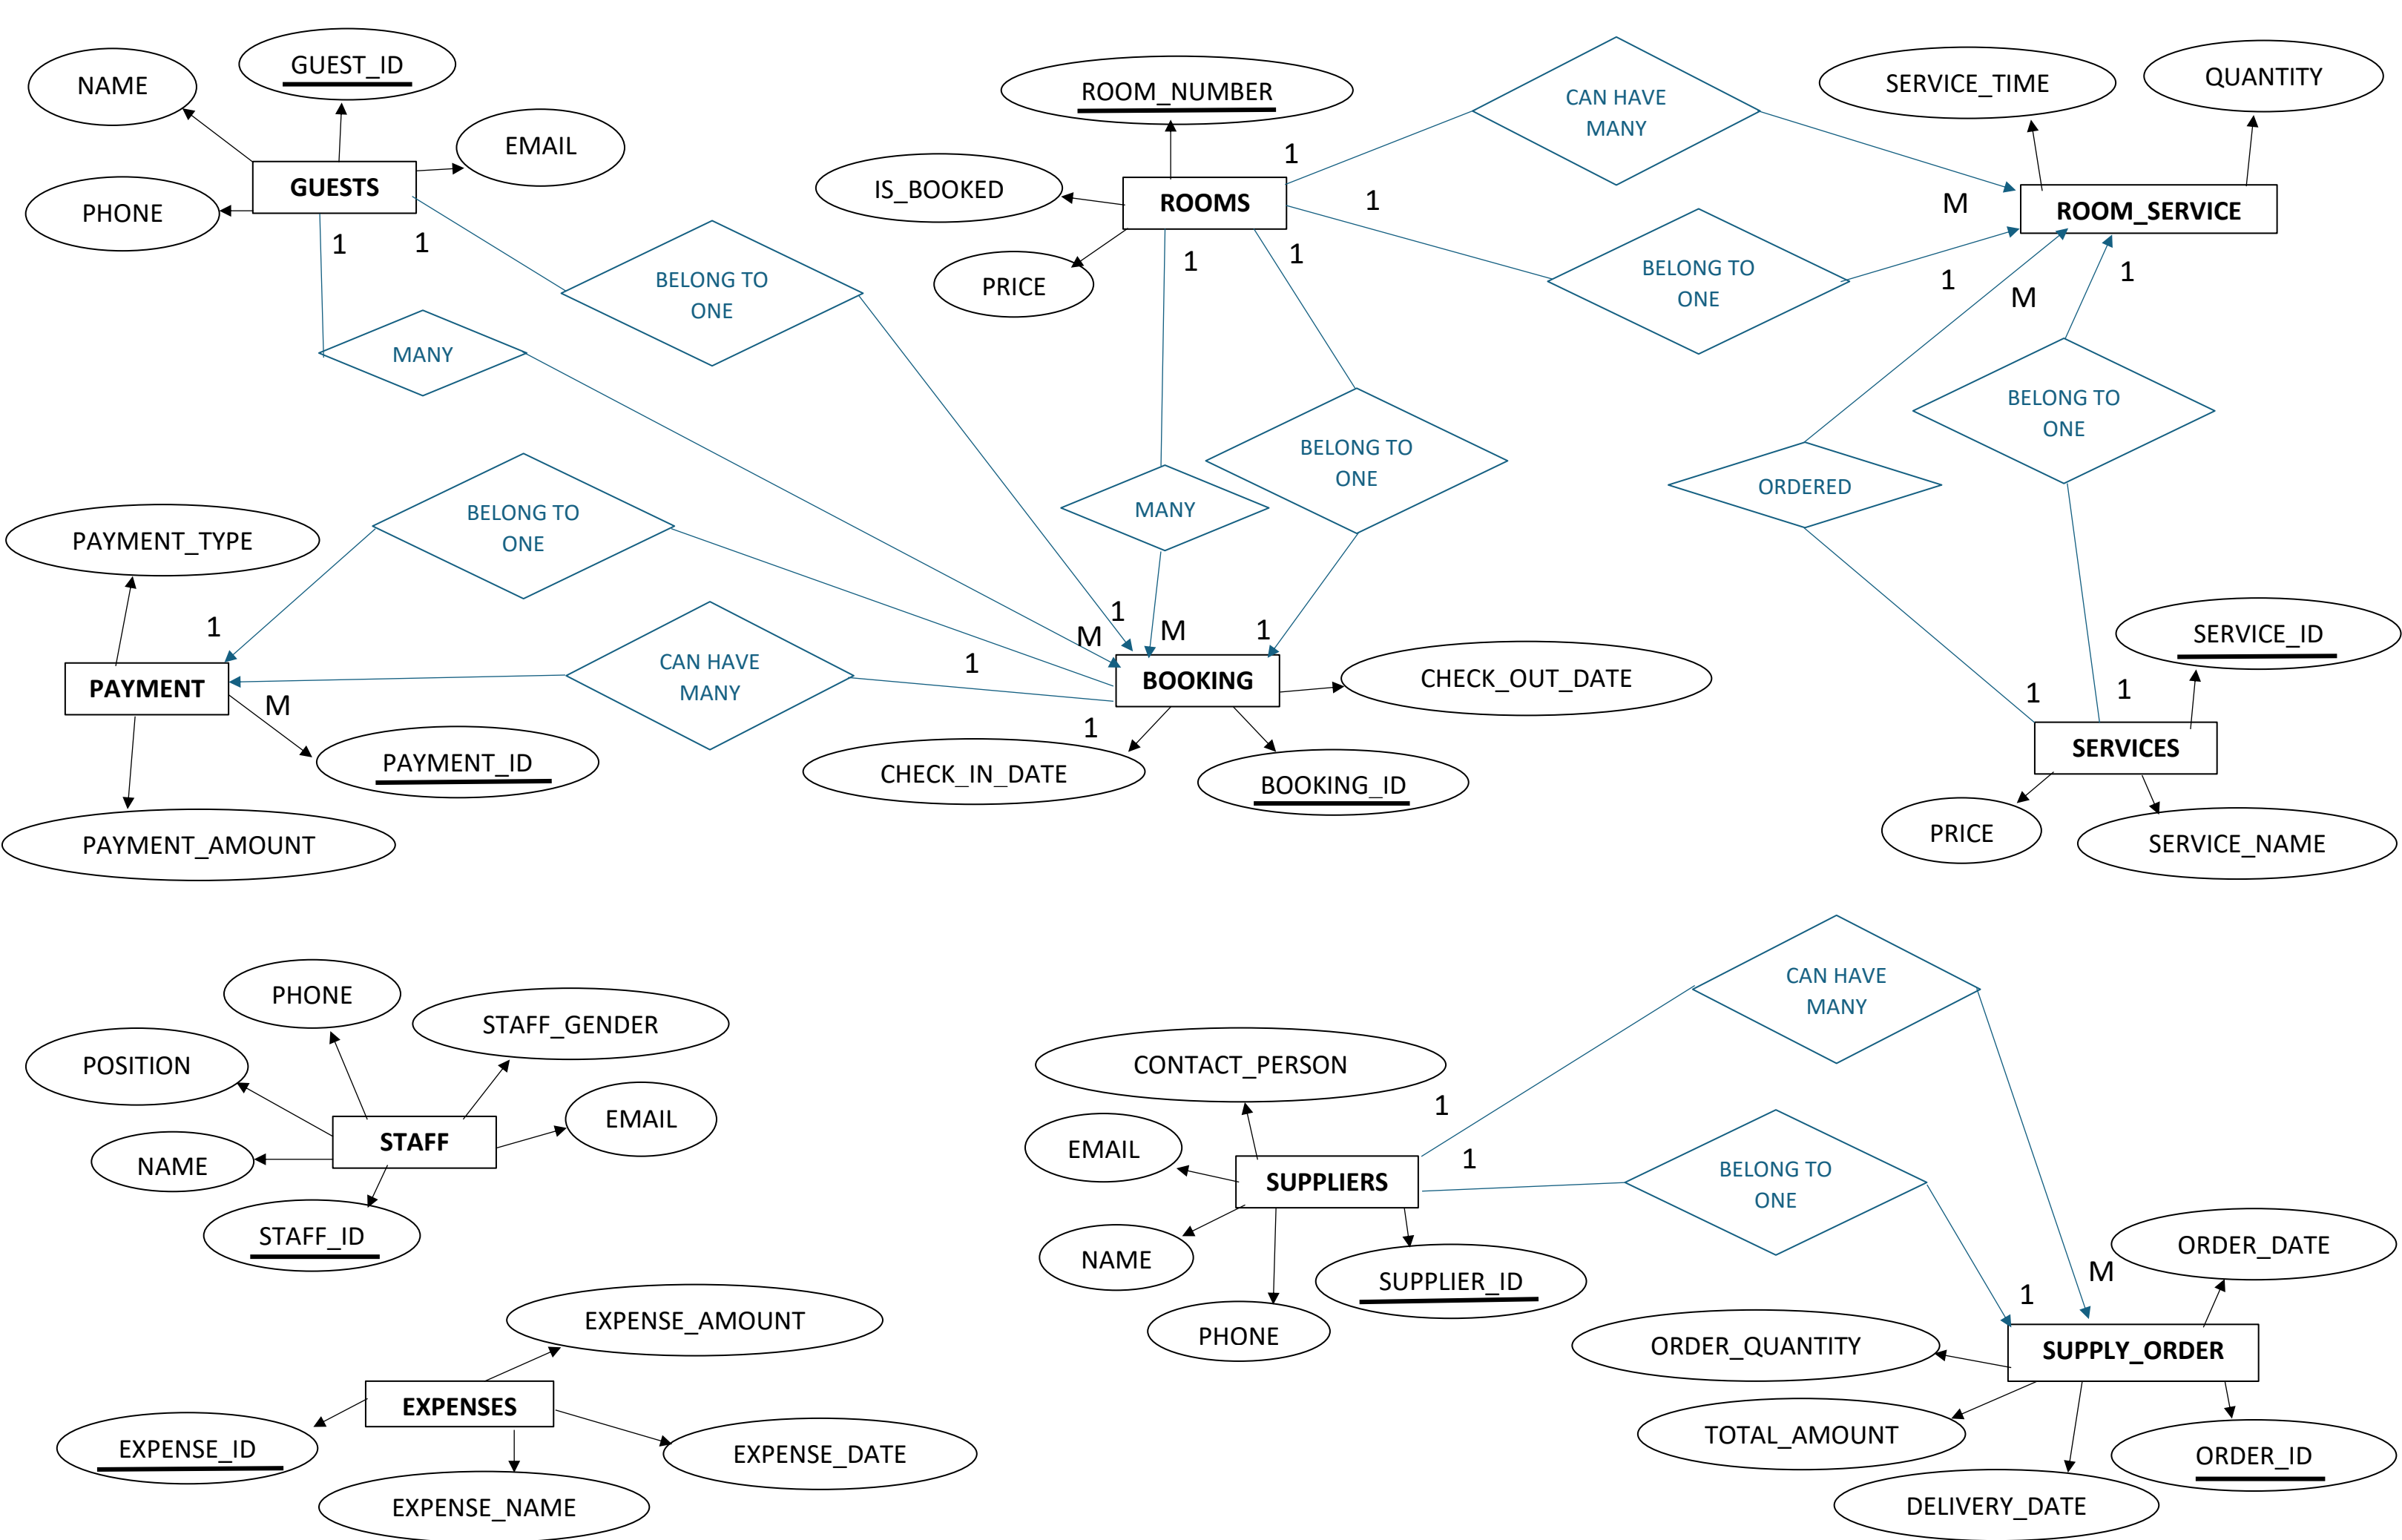 GUEST_ID
NAME
EMAIL
GUESTS
PHONE
1
1
BELONG TO
ONE
MANY
ROOM_NUMBER
IS_BOOKED
ROOMS
PRICE
1
1
1
1
CAN HAVE
MANY
BELONG TO
ONE
SERVICE_TIME
QUANTITY
M
ROOM_SERVICE
1
M
1
BELONG TO
ONE
ORDERED
PAYMENT_TYPE
BELONG TO
ONE
MANY
BELONG TO
ONE
1
PAYMENT
M
PAYMENT_ID
PAYMENT_AMOUNT
CAN HAVE
MANY
1
1
M
1
M
1
BOOKING
CHECK_OUT_DATE
CHECK_IN_DATE
BOOKING_ID
SERVICE_ID
1
1
SERVICES
PRICE
SERVICE_NAME
PHONE
STAFF_GENDER
POSITION
EMAIL
STAFF
NAME
STAFF_ID
CAN HAVE
MANY
CONTACT_PERSON
1
EMAIL
1
BELONG TO
ONE
SUPPLIERS
NAME
SUPPLIER_ID
PHONE
M
1
ORDER_DATE
ORDER_QUANTITY
SUPPLY_ORDER
TOTAL_AMOUNT
ORDER_ID
DELIVERY_DATE
EXPENSE_AMOUNT
EXPENSES
EXPENSE_ID
EXPENSE_DATE
EXPENSE_NAME